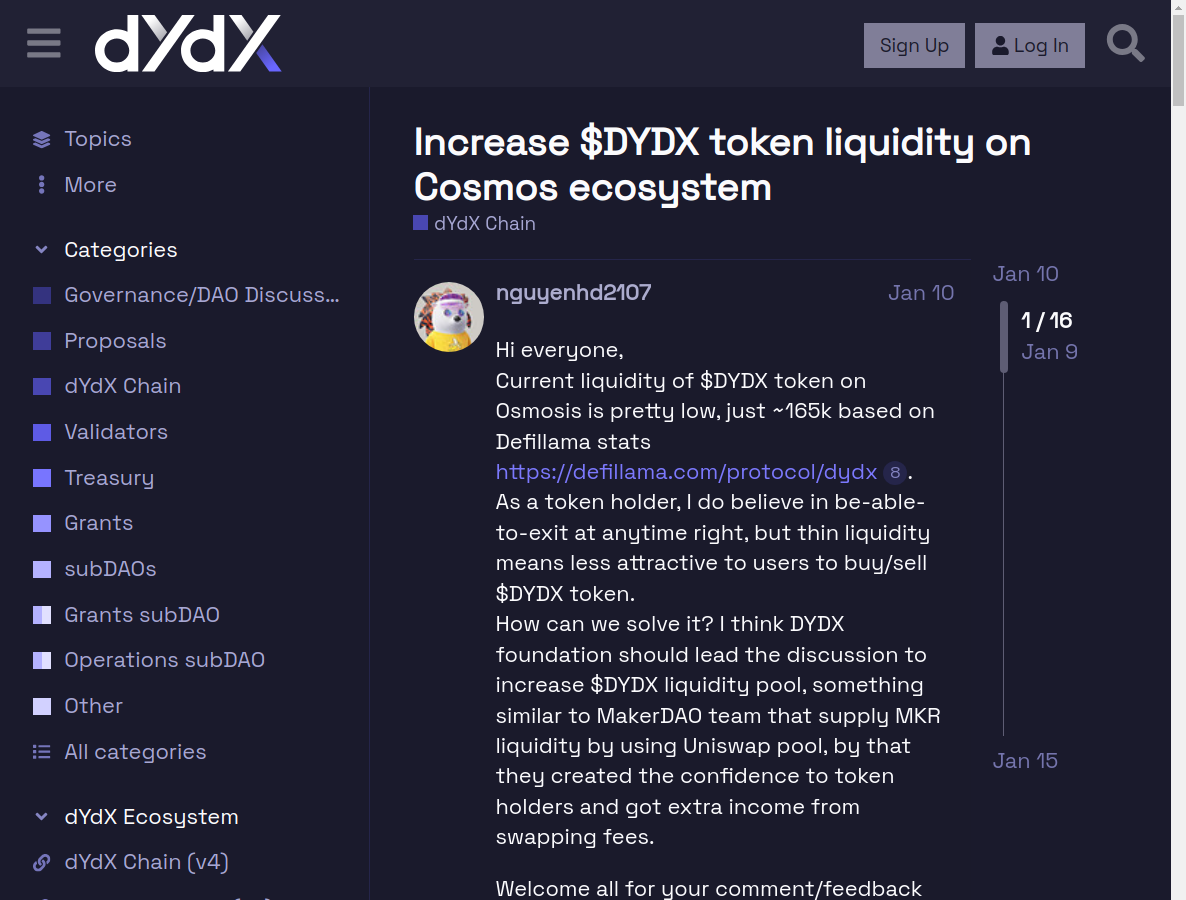 dYdX
Sign Up
Log In
Topics
More
Categories
Governance/DAO Discuss...
Proposals
dYdX Chain
Validators
Treasury
Grants
subDAOs
Grants subDAO
Operations subDAO
Other
All categories
dYdX Ecosystem
dYdX Chain (v4)
Increase $DYDX token liquidity on
Cosmos ecosystem
dYdX Chain
nguyenhd2107
Jan 10
Hi everyone,
Current liquidity of $DYDX token on
Osmosis is pretty low, just ~165k based on
Defillama stats
https://defillama.com/protocol/dydx 8.
As a token holder, I do believe in be-able-
to-exit at anytime right, but thin liquidity
means less attractive to users to buy/sell
$DYDX token.
How can we solve it? I think DYDX
foundation should lead the discussion to
increase $DYDX liquidity pool, something
similar to MakerDAO team that supply MKR
liquidity by using Uniswap pool, by that
they created the confidence to token
holders and got extra income from
swapping fees.
Welcome all for your comment/feedback
Jan 10
1 / 16
Jan 9
Jan 15